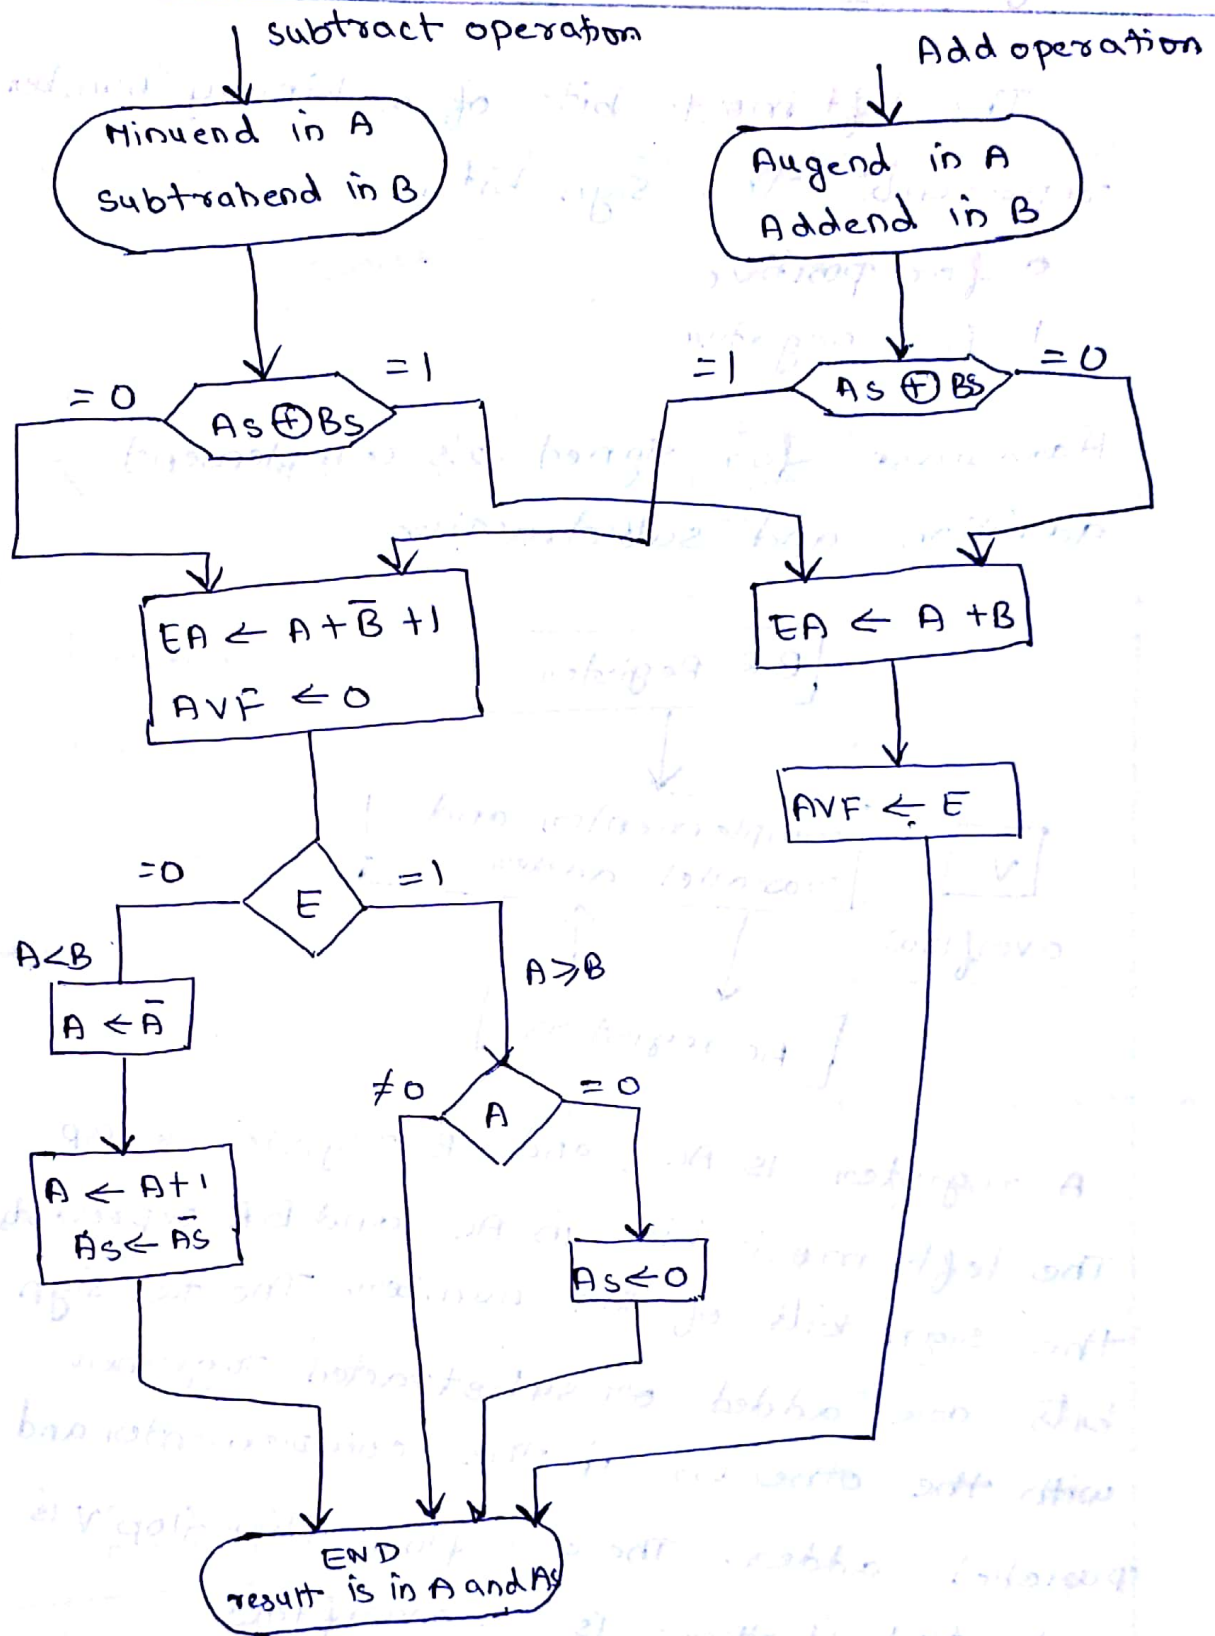 subtract operation
Add operation
Minuend in A
subtrahend in B
Augend in A
Addend in B
=0
As ⊕ Bs
=1
=1
As ⊕ Bs
=0
EA ← A + B̅ +1
AVF ← 0
EA ← A +B
AVF ← E
=0
E
=1
A<B
A⩾B
A ← A̅
≠0
A
=0
A ← A+1
As ← A̅s̅
As ← 0
END
result is in A and As